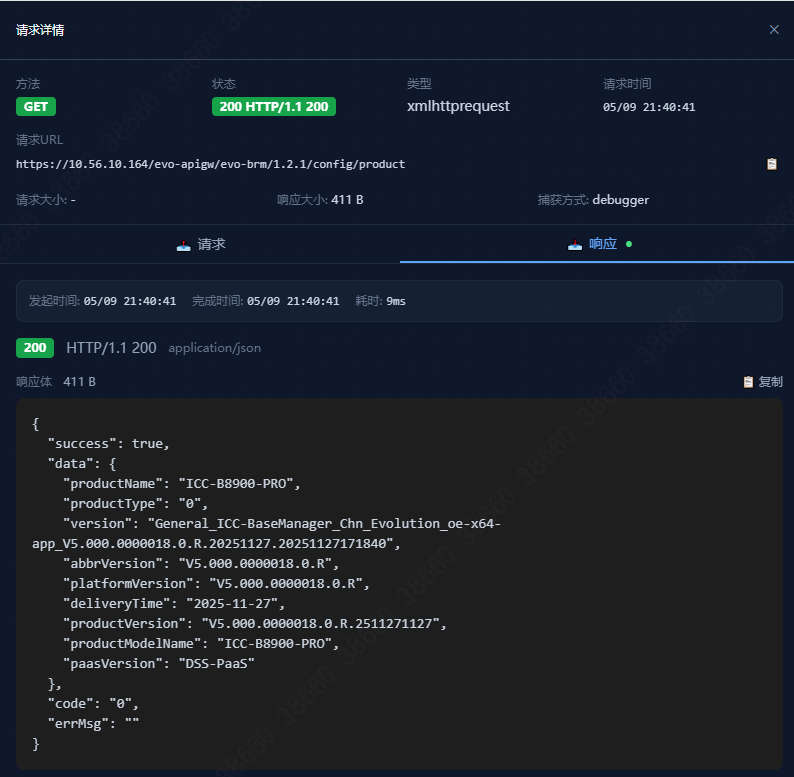 请求详情
×
方法 状态 类型 请求时间
GET 200 HTTP/1.1 200 xmlhttprequest 05/09 21:40:41
请求URL
https://10.56.10.164/evo-apigw/evo-brm/1.2.1/config/product
请求大小: - 响应大小: 411 B 捕获方式: debugger
请求 响应
发起时间: 05/09 21:40:41 完成时间: 05/09 21:40:41 耗时: 9ms
200 HTTP/1.1 200 application/json
响应体 411 B 复制
{
"success": true,
"data": {
"productName": "ICC-B8900-PRO",
"productType": "0",
"version": "General_ICC-BaseManager_Chn_Evolution_oe-x64-
app_V5.000.0000018.0.R.20251127.20251127171840",
"abbrVersion": "V5.000.0000018.0.R",
"platformVersion": "V5.000.0000018.0.R",
"deliveryTime": "2025-11-27",
"productVersion": "V5.000.0000018.0.R.2511271127",
"productModelName": "ICC-B8900-PRO",
"paasVersion": "DSS-PaaS"
},
"code": "0",
"errMsg": ""
}
38660 38660 38660 38660 38660 38660